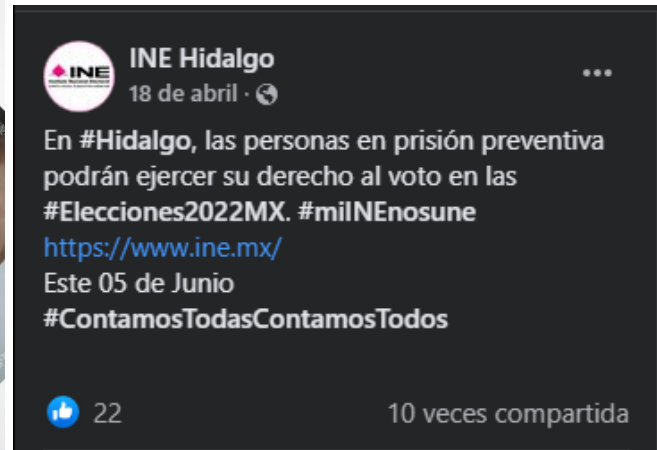 INE
INE Hidalgo
18 de abril ·
En #Hidalgo, las personas en prisión preventiva
podrán ejercer su derecho al voto en las
#Elecciones2022MX. #miINEnosune
https://www.ine.mx/
Este 05 de Junio
#ContamosTodasContamosTodos
22
10 veces compartida